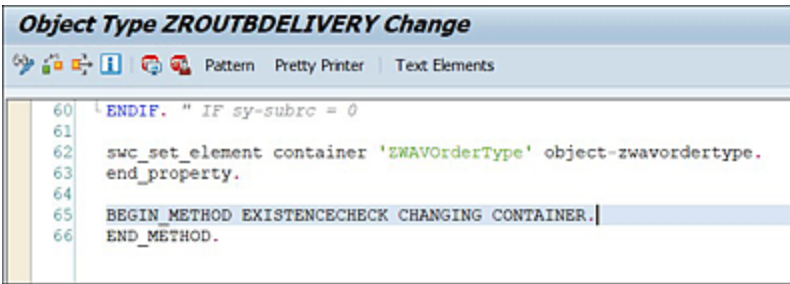 Object Type ZROUTBDELIVERY Change
Pattern Pretty Printer Text Elements
60 ENDIF. " IF sy-subrc = 0
61
62 swc_set_element container 'ZWAVOrderType' object-zwavordertype.
63 end_property.
64
65 BEGIN_METHOD EXISTENCECHECK CHANGING CONTAINER.
66 END_METHOD.